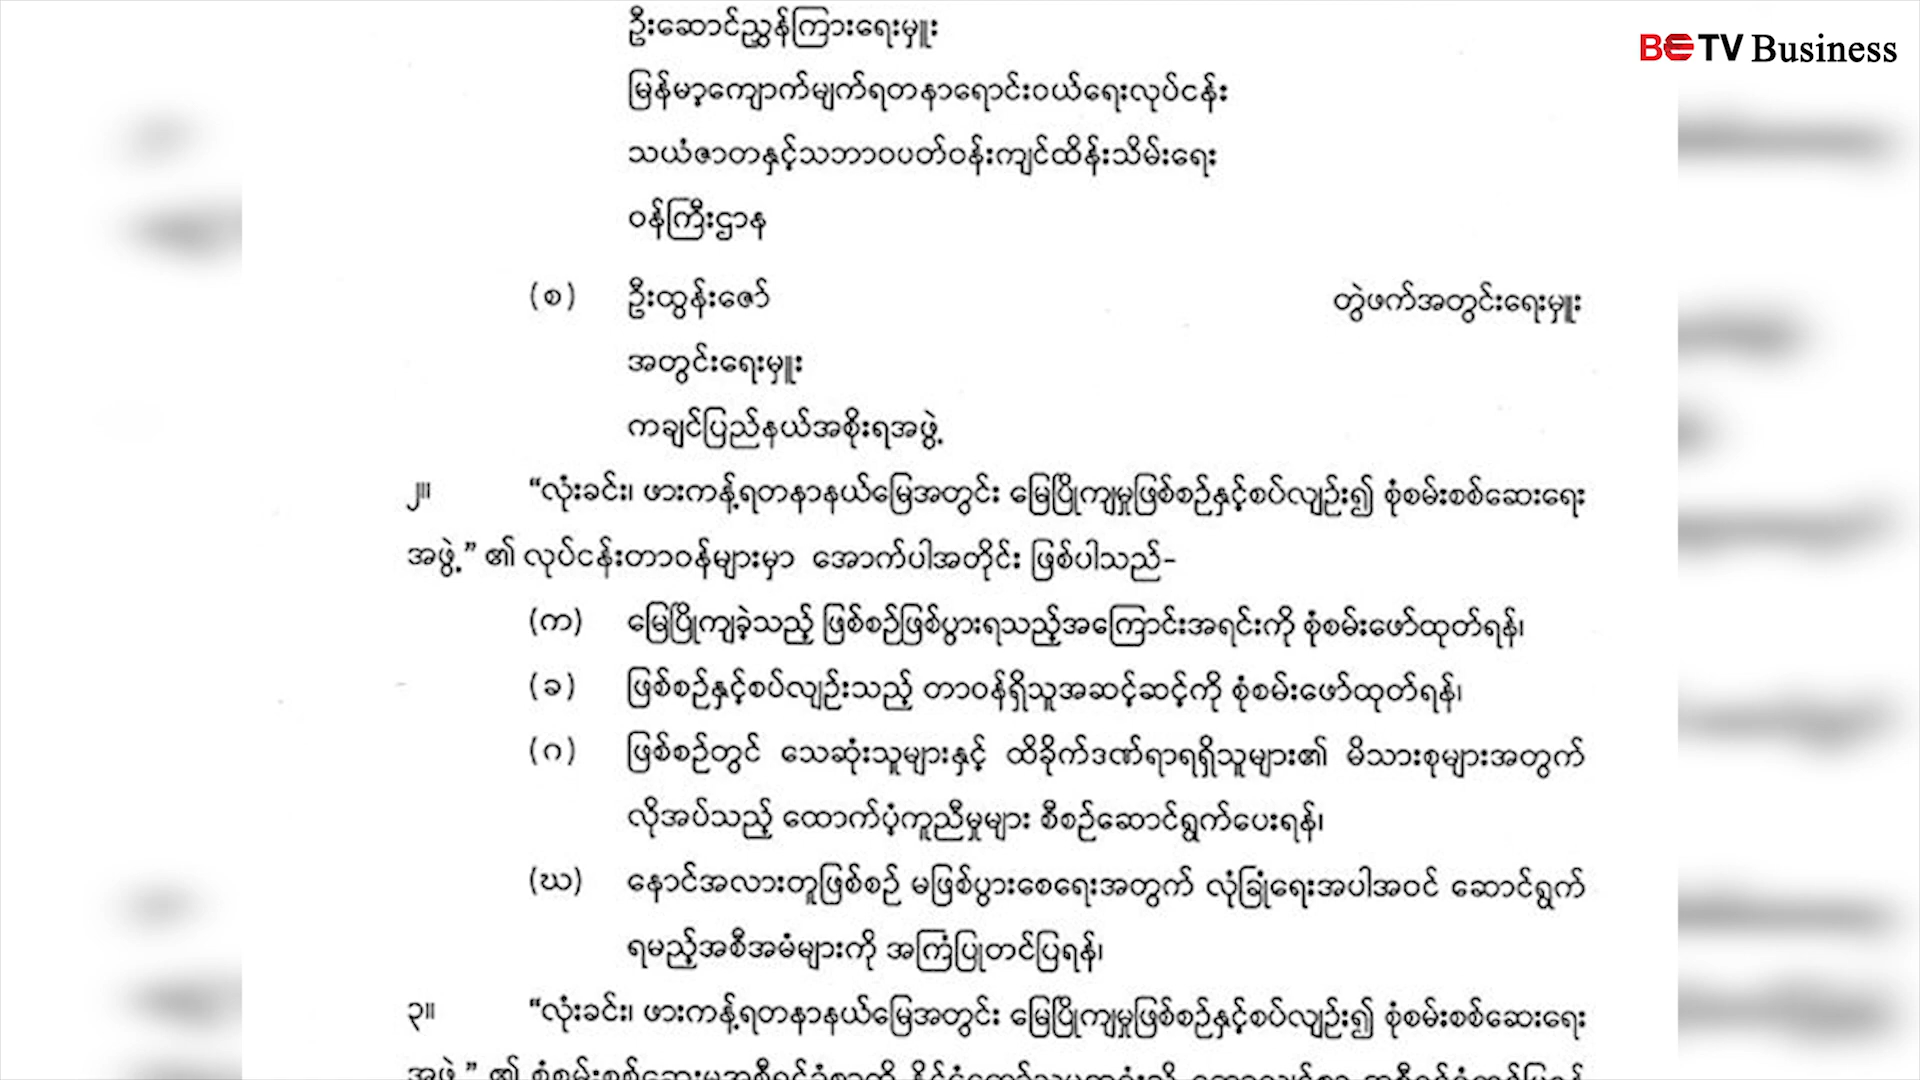 BETV Business
ဦးဆောင်ညွှန်ကြားရေးမှူး
မြန်မာ့ကျောက်မျက်ရတနာရောင်းဝယ်ရေးလုပ်ငန်း
သယံဇာတနှင့်သဘာဝပတ်ဝန်းကျင်ထိန်းသိမ်းရေး
ဝန်ကြီးဌာန
(စ) ဦးထွန်းဇော် တွဲဖက်အတွင်းရေးမှူး
အတွင်းရေးမှူး
ကချင်ပြည်နယ်အစိုးရအဖွဲ့
၂။ “လုံးခင်း၊ ဖားကန့်ရတနာနယ်မြေအတွင်း မြေပြိုကျမှုဖြစ်စဉ်နှင့်စပ်လျဉ်း၍ စုံစမ်းစစ်ဆေးရေး
အဖွဲ့” ၏ လုပ်ငန်းတာဝန်များမှာ အောက်ပါအတိုင်း ဖြစ်ပါသည်-
(က) မြေပြိုကျခဲ့သည့် ဖြစ်စဉ်ဖြစ်ပွားရသည့်အကြောင်းအရင်းကို စုံစမ်းဖော်ထုတ်ရန်၊
(ခ) ဖြစ်စဉ်နှင့်စပ်လျဉ်းသည့် တာဝန်ရှိသူအဆင့်ဆင့်ကို စုံစမ်းဖော်ထုတ်ရန်၊
(ဂ) ဖြစ်စဉ်တွင် သေဆုံးသူများနှင့် ထိခိုက်ဒဏ်ရာရရှိသူများ၏ မိသားစုများအတွက်
လိုအပ်သည့် ထောက်ပံ့ကူညီမှုများ စီစဉ်ဆောင်ရွက်ပေးရန်၊
(ဃ) နောင်အလားတူဖြစ်စဉ် မဖြစ်ပွားစေရေးအတွက် လုံခြုံရေးအပါအဝင် ဆောင်ရွက်
ရမည့်အစီအမံများကို အကြံပြုတင်ပြရန်၊
၃။ “လုံးခင်း၊ ဖားကန့်ရတနာနယ်မြေအတွင်း မြေပြိုကျမှုဖြစ်စဉ်နှင့်စပ်လျဉ်း၍ စုံစမ်းစစ်ဆေးရေး
အဖွဲ့” ၏